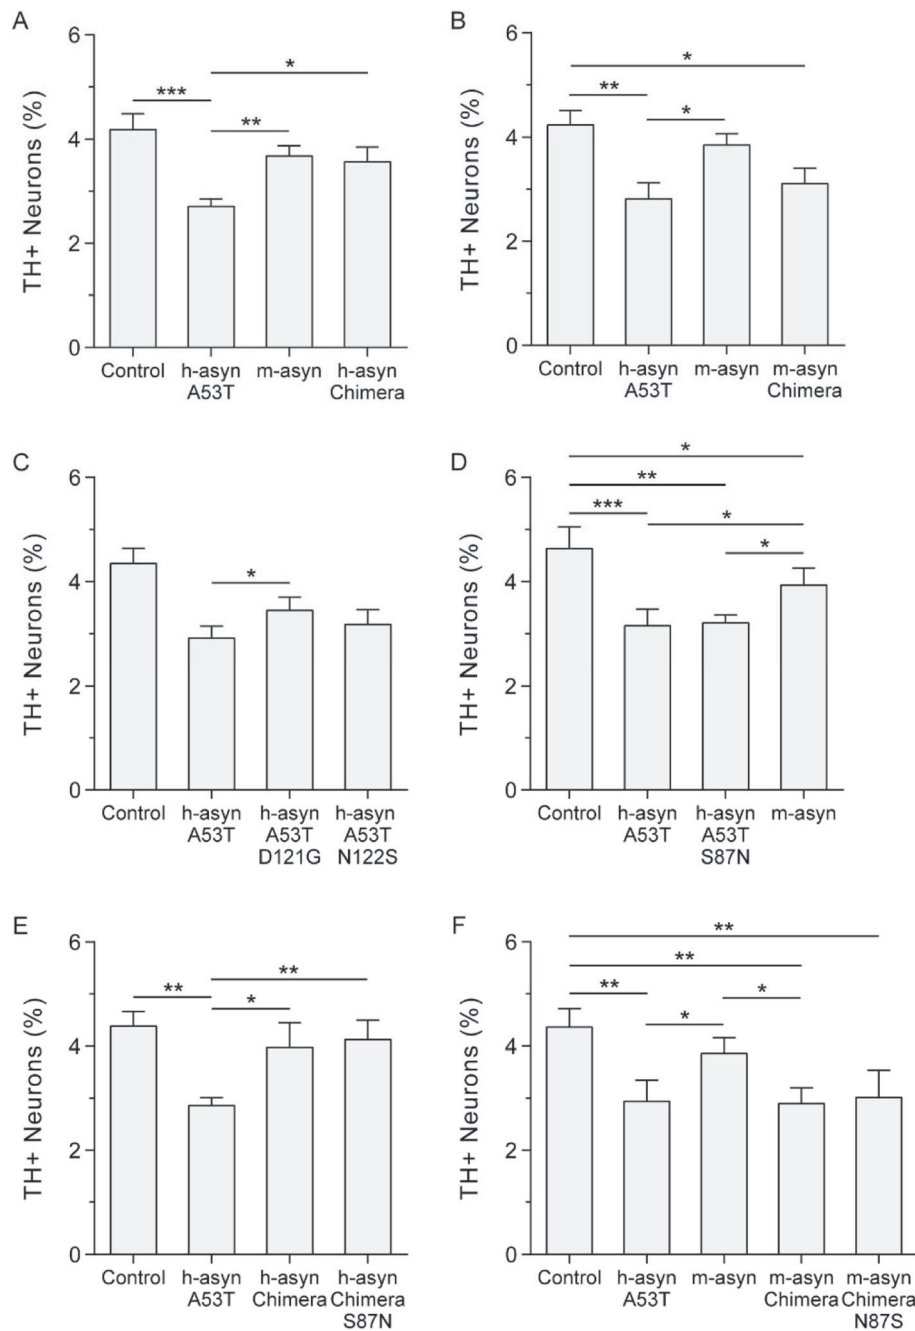 A
TH+ Neurons (%)
6
4
2
0
***
**
*
Control
h-asyn
A53T
m-asyn
h-asyn
Chimera
B
TH+ Neurons (%)
6
4
2
0
*
**
*
Control
h-asyn
A53T
m-asyn
m-asyn
Chimera
C
TH+ Neurons (%)
6
4
2
0
*
Control
h-asyn
A53T
h-asyn
A53T
D121G
h-asyn
A53T
N122S
D
TH+ Neurons (%)
6
4
2
0
*
**
***
*
*
Control
h-asyn
A53T
h-asyn
A53T
S87N
m-asyn
E
TH+ Neurons (%)
6
4
2
0
**
**
*
Control
h-asyn
A53T
h-asyn
Chimera
h-asyn
Chimera
S87N
F
TH+ Neurons (%)
6
4
2
0
**
**
**
*
*
Control
h-asyn
A53T
m-asyn
m-asyn
Chimera
m-asyn
Chimera
N87S